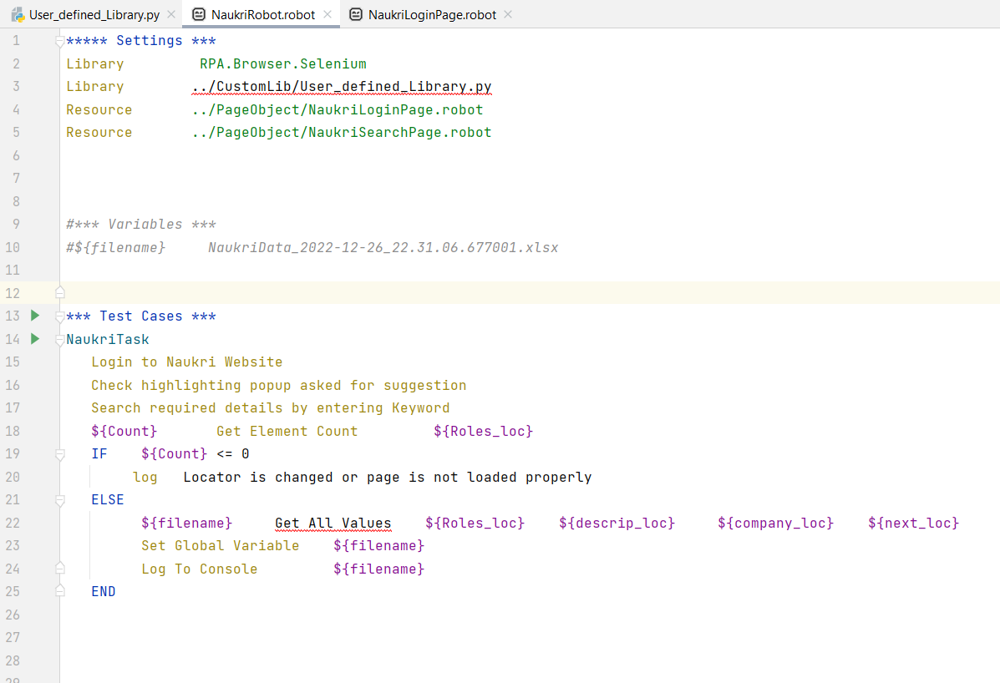 User_defined_Library.py NaukriRobot.robot NaukriLoginPage.robot
1 ***** Settings ***
2 Library RPA.Browser.Selenium
3 Library ../CustomLib/User_defined_Library.py
4 Resource ../PageObject/NaukriLoginPage.robot
5 Resource ../PageObject/NaukriSearchPage.robot
6
7
8
9 #*** Variables ***
10 #${filename} NaukriData_2022-12-26_22.31.06.677001.xlsx
11
12
13 *** Test Cases ***
14 NaukriTask
15 Login to Naukri Website
16 Check highlighting popup asked for suggestion
17 Search required details by entering Keyword
18 ${Count} Get Element Count ${Roles_loc}
19 IF ${Count} <= 0
20 log Locator is changed or page is not loaded properly
21 ELSE
22 ${filename} Get All Values ${Roles_loc} ${descrip_loc} ${company_loc} ${next_loc}
23 Set Global Variable ${filename}
24 Log To Console ${filename}
25 END
26
27
28
29